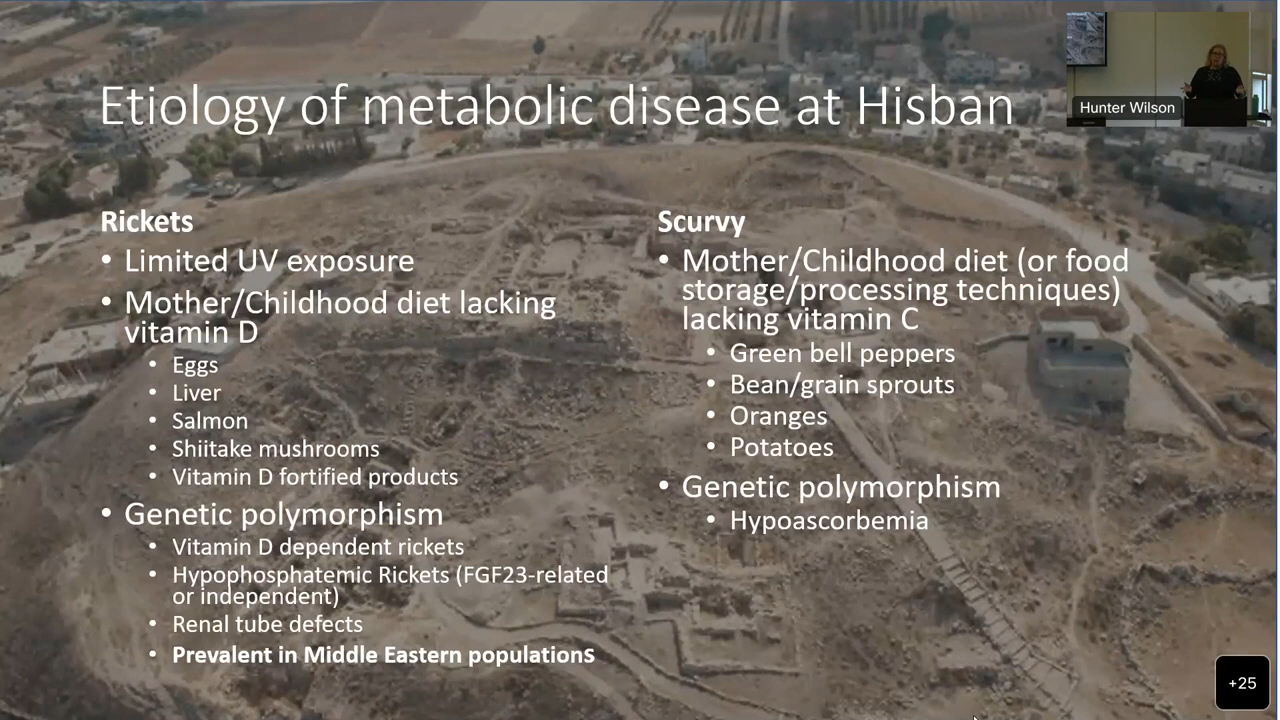 Etiology of metabolic disease at Hisban
Hunter Wilson
Rickets
• Limited UV exposure
• Mother/Childhood diet lacking
vitamin D
• Eggs
• Liver
• Salmon
• Shiitake mushrooms
• Vitamin D fortified products
• Genetic polymorphism
• Vitamin D dependent rickets
• Hypophosphatemic Rickets (FGF23-related
or independent)
• Renal tube defects
• Prevalent in Middle Eastern populations
Scurvy
• Mother/Childhood diet (or food
storage/processing techniques)
lacking vitamin C
• Green bell peppers
• Bean/grain sprouts
• Oranges
• Potatoes
• Genetic polymorphism
• Hypoascorbemia
+25